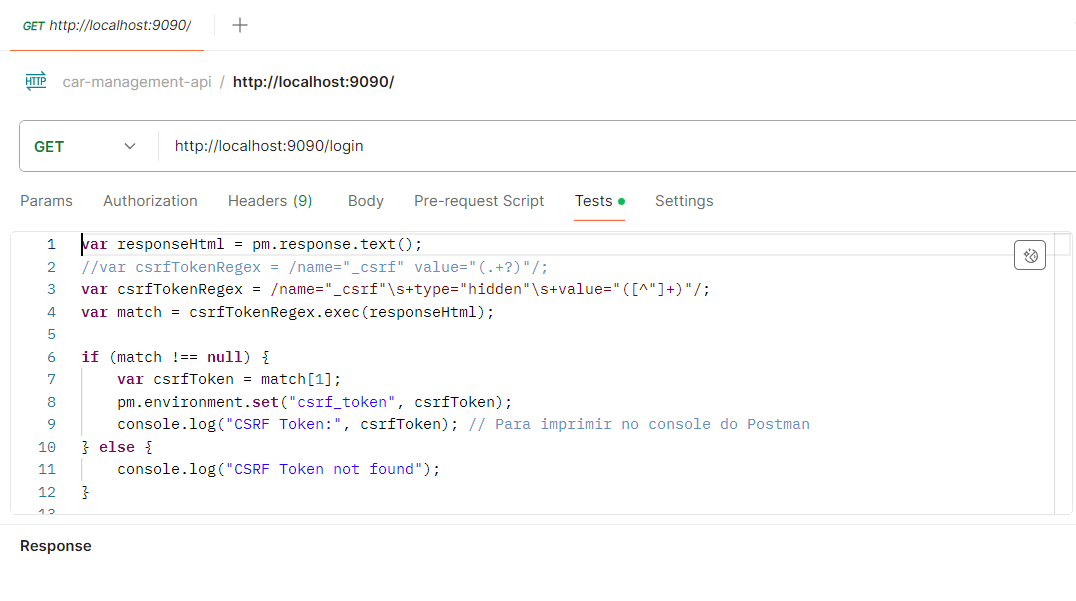 GET http://localhost:9090/
HTTP car-management-api / http://localhost:9090/
GET http://localhost:9090/login
Params Authorization Headers (9) Body Pre-request Script Tests Settings
1 var responseHtml = pm.response.text();
2 //var csrfTokenRegex = /name="_csrf" value="(.+?)"/;
3 var csrfTokenRegex = /name="_csrf"\s+type="hidden"\s+value="([^"]+)"/;
4 var match = csrfTokenRegex.exec(responseHtml);
5
6 if (match !== null) {
7 var csrfToken = match[1];
8 pm.environment.set("csrf_token", csrfToken);
9 console.log("CSRF Token:", csrfToken); // Para imprimir no console do Postman
10 } else {
11 console.log("CSRF Token not found");
12 }
13
Response